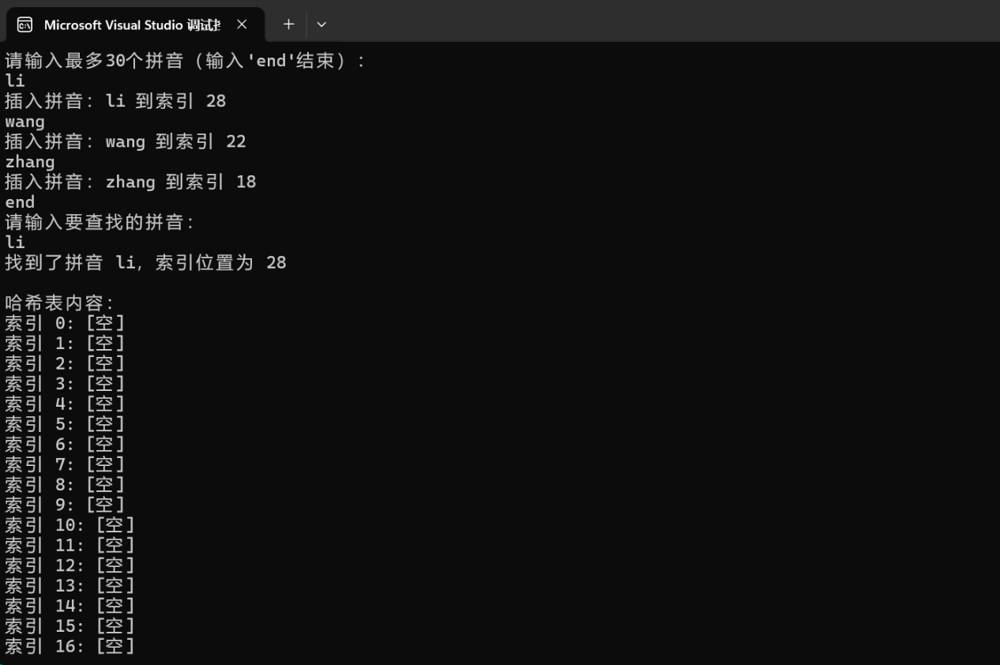 Microsoft Visual Studio 调试
请输入最多30个拼音（输入'end'结束）：
li
插入拼音：li 到索引 28
wang
插入拼音：wang 到索引 22
zhang
插入拼音：zhang 到索引 18
end
请输入要查找的拼音：
li
找到了拼音 li，索引位置为 28
哈希表内容：
索引 0: [空]
索引 1: [空]
索引 2: [空]
索引 3: [空]
索引 4: [空]
索引 5: [空]
索引 6: [空]
索引 7: [空]
索引 8: [空]
索引 9: [空]
索引 10: [空]
索引 11: [空]
索引 12: [空]
索引 13: [空]
索引 14: [空]
索引 15: [空]
索引 16: [空]